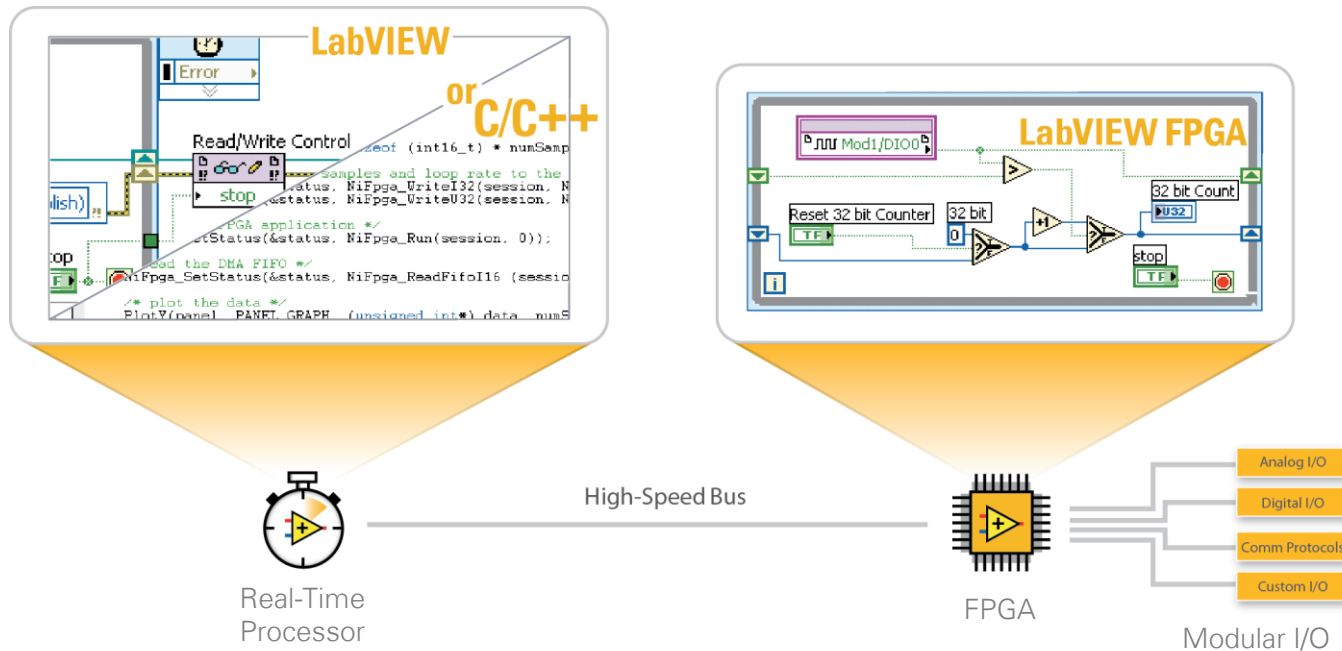 LabVIEW
Error
or
C/C++
Read/Write Control
zeof (int16_t) * numSamp
samples and loop rate to the
stop
&status, NiFpga_WriteI32(session, N
&status, NiFpga_WriteU32(session, N
lish)
PGA application */
etStatus(&status, NiFpga_Run(session, 0));
top
F
ead the DMA FIFO */
NiFpga_SetStatus(&status, NiFpga_ReadFifoI16 (sessio
/* plot the data */
PlotY(panel, PANEL_GRAPH, (unsigned int*) data, numS
LabVIEW FPGA
Mod1/DIO0
>
32 bit Count
U32
Reset 32 bit Counter
32 bit
TF
0
+1
stop
TF
i
High-Speed Bus
Real-Time
Processor
FPGA
Analog I/O
Digital I/O
Comm Protocols
Custom I/O
Modular I/O